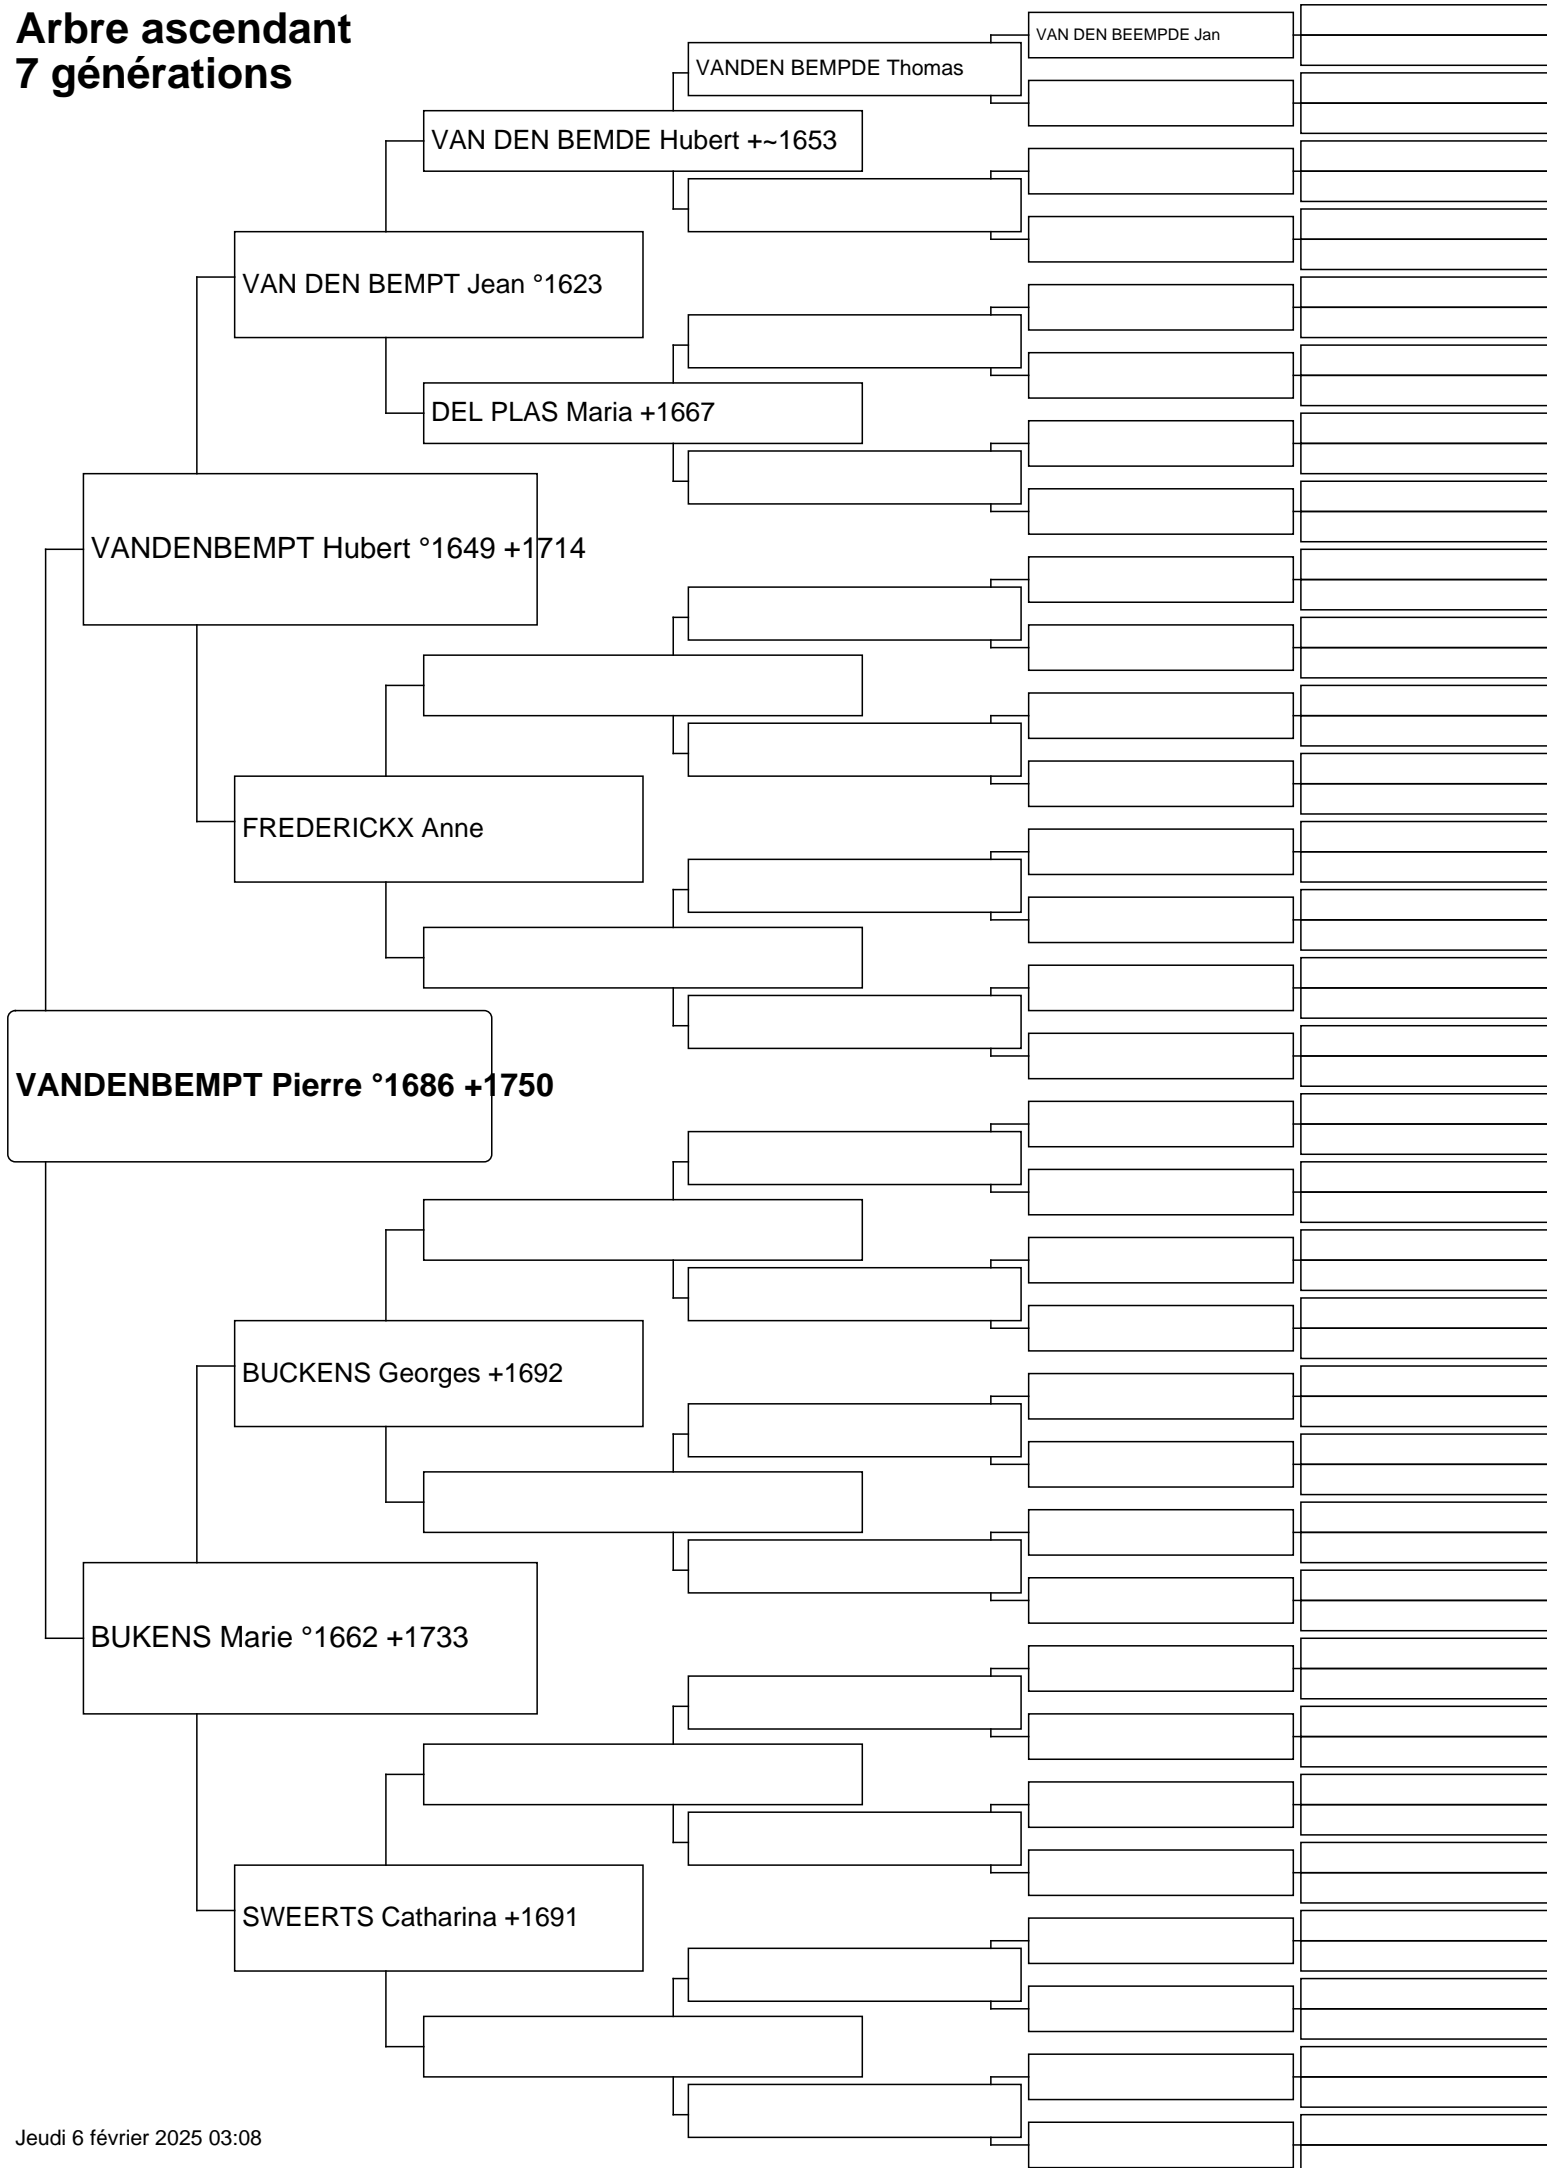 Arbre ascendant
7 générations
VAN DEN BEEMPDE Jan
VANDEN BEMPDE Thomas
VAN DEN BEMDE Hubert +~1653
VAN DEN BEMPT Jean °1623
DEL PLAS Maria +1667
VANDENBEMPT Hubert °1649 +1714
FREDERICKX Anne
VANDENBEMPT Pierre °1686 +1750
BUCKENS Georges +1692
BUKENS Marie °1662 +1733
SWEERTS Catharina +1691
Jeudi 6 février 2025 03:08